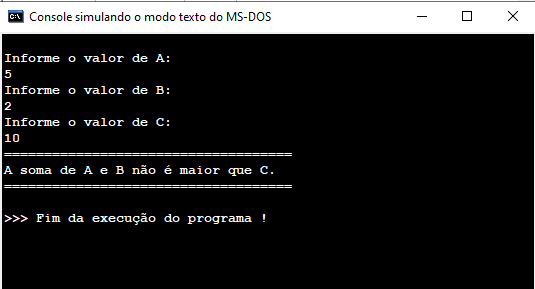 Console simulando o modo texto do MS-DOS
Informe o valor de A:
5
Informe o valor de B:
2
Informe o valor de C:
10
====================================
A soma de A e B não é maior que C.
====================================
>>> Fim da execução do programa !